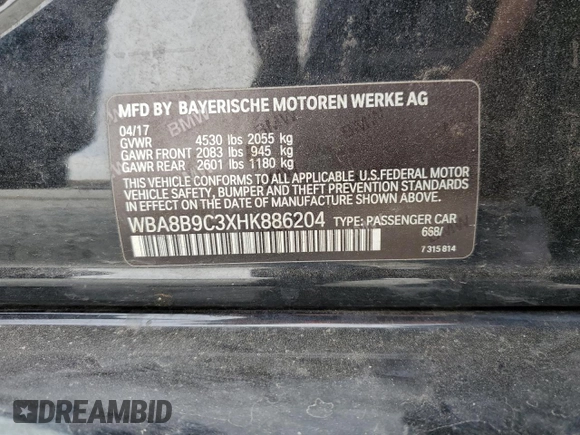 MFD BY BAYERISCHE MOTOREN WERKE AG
04/17
GVWR 4530 lbs 2055 kg
GAWR FRONT 2083 lbs 945 kg
GAWR REAR 2601 lbs 1180 kg
THIS VEHICLE CONFORMS TO ALL APPLICABLE U.S.FEDERAL MOTOR
VEHICLE SAFETY, BUMPER AND THEFT PREVENTION STANDARDS
IN EFFECT ON THE DATE OF MANUFACTURE SHOWN ABOVE.
WBA8B9C3XHK886204 TYPE: PASSENGER CAR
668/
7 315 814
DREAMBID